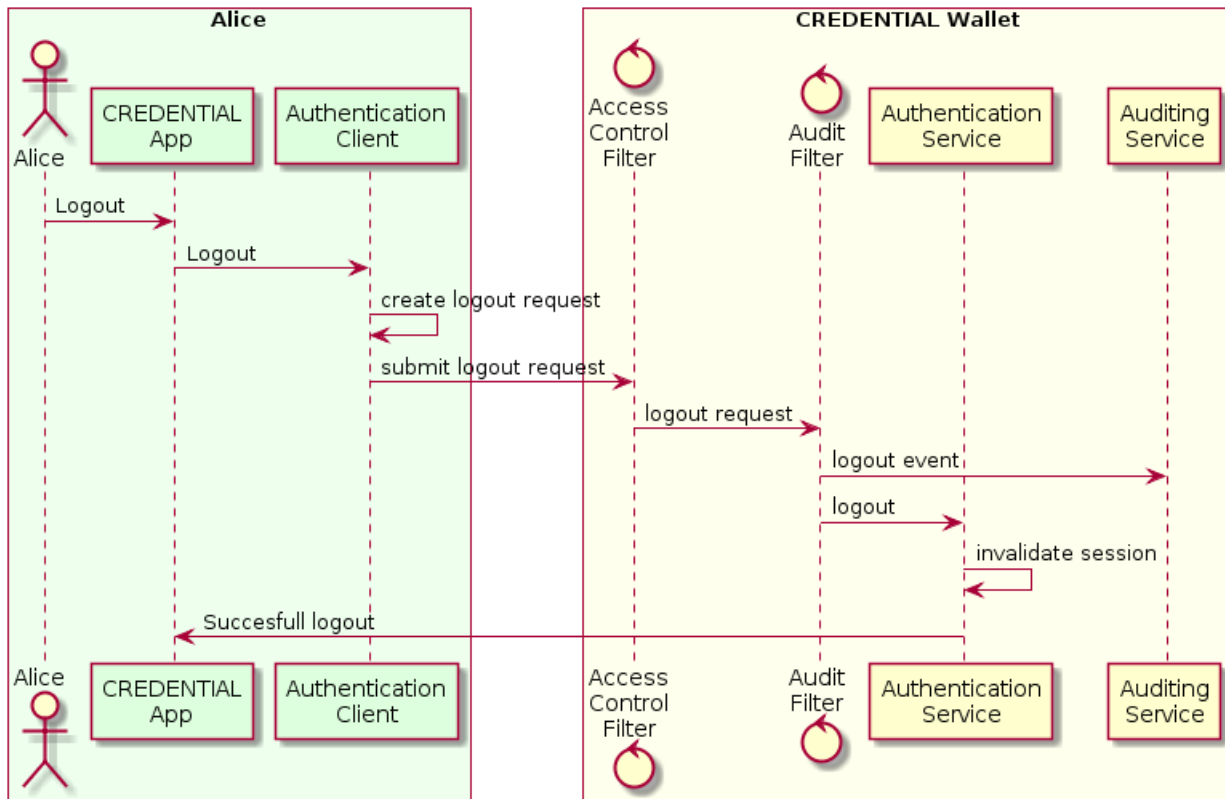 Alice
CREDENTIAL Wallet
Alice
CREDENTIAL
App
Authentication
Client
Access
Control
Filter
Audit
Filter
Authentication
Service
Auditing
Service
Logout
Logout
create logout request
submit logout request
logout request
logout event
logout
invalidate session
Succesfull logout
Alice
CREDENTIAL
App
Authentication
Client
Access
Control
Filter
Audit
Filter
Authentication
Service
Auditing
Service